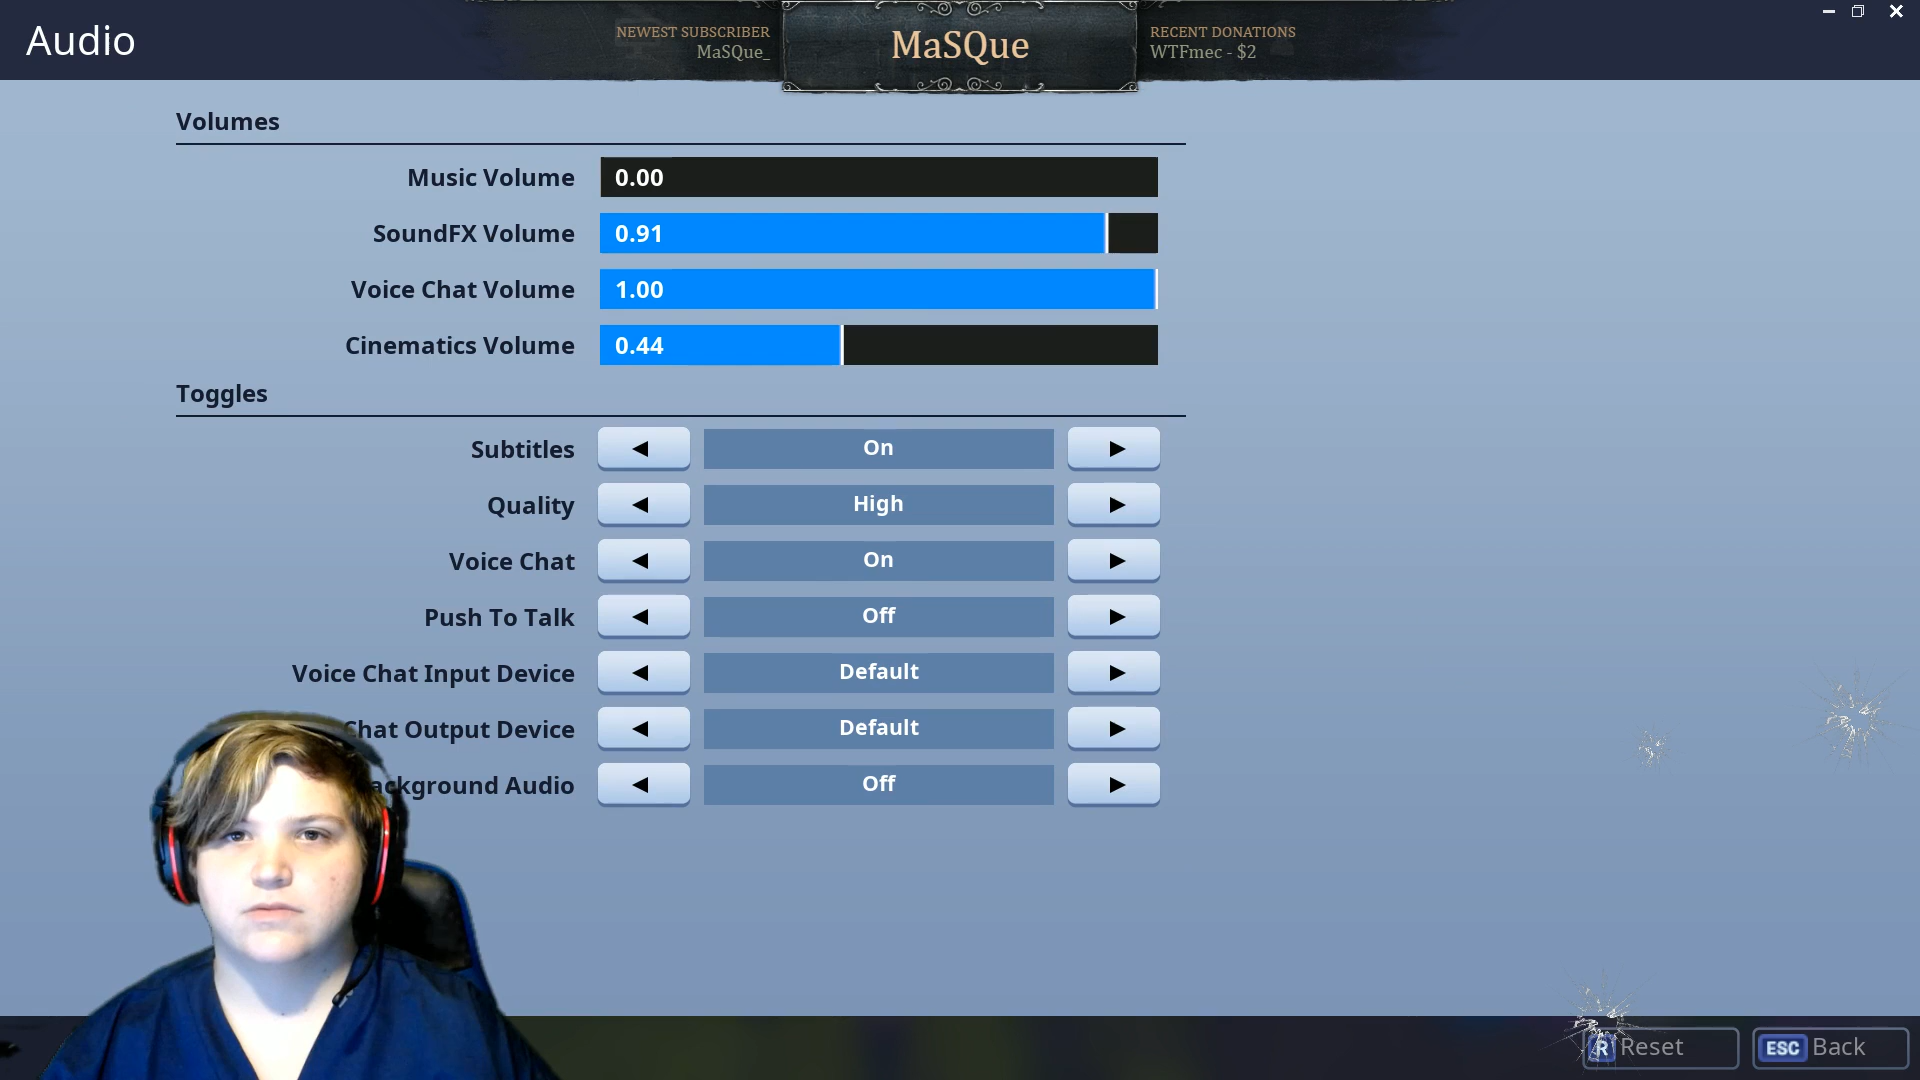 Audio
NEWEST SUBSCRIBER
MaSQue_
MaSQue
RECENT DONATIONS
WTFmec - $2
Volumes
Music Volume 0.00
SoundFX Volume 0.91
Voice Chat Volume 1.00
Cinematics Volume 0.44
Toggles
Subtitles On
Quality High
Voice Chat On
Push To Talk Off
Voice Chat Input Device Default
Chat Output Device Default
ackground Audio Off
R Reset
ESC Back